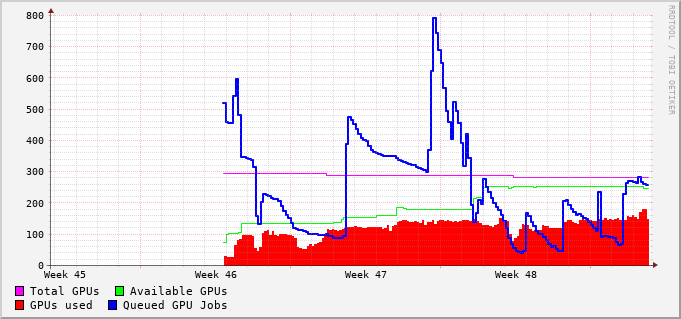 800
700
600
500
400
300
200
100
0
Week 45 Week 46 Week 47 Week 48
Total GPUs Available GPUs
GPUs used Queued GPU Jobs
RRDTOOL / TOBI OETIKER